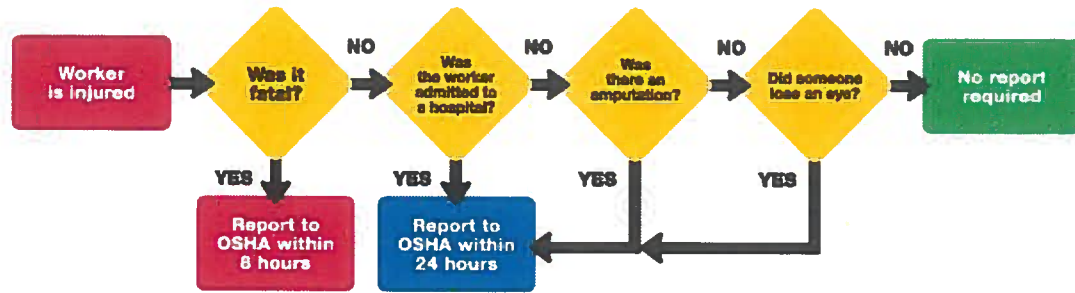 Worker
is injured
Was it
fatal?
NO
Was
the worker
admitted to
a hospital?
NO
Was
there an
amputation?
NO
Did someone
lose an eye?
NO
No report
required
YES
YES
YES
YES
Report to
OSHA within
8 hours
Report to
OSHA within
24 hours